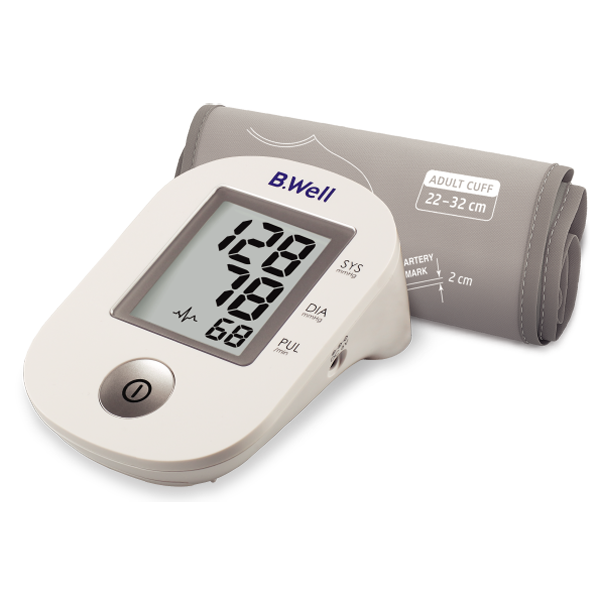 B.Well
128
78
68
SYS
mmHg
DIA
mmHg
PUL
/min
ADULT CUFF
22-32 cm
ARTERY
MARK
2 cm